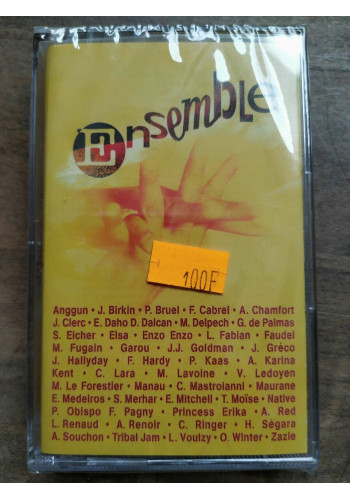 Ensemble
100F
Anggun • J. Birkin • P. Bruel • F. Cabrel • A. Chamfort
J. Clerc • E. Daho D. Dalcan • M. Delpech • G. de Palmas
S. Eicher • Elsa • Enzo Enzo • L. Fabian • Faudel
M. Fugain • Garou • J.J. Goldman • J. Gréco
J. Hallyday • F. Hardy • P. Kaas • A. Karina
Kent • C. Lara • M. Lavoine • V. Ledoyen
M. Le Forestier • Manau • C. Mastroianni • Maurane
E. Medeiros • S. Merhar • E. Mitchell • T. Moïse • Native
P. Obispo F. Pagny • Princess Erika • A. Red
L. Renaud • A. Renoir • C. Ringer • H. Ségara
A. Souchon • Tribal Jam • L. Voulzy • O. Winter • Zazie